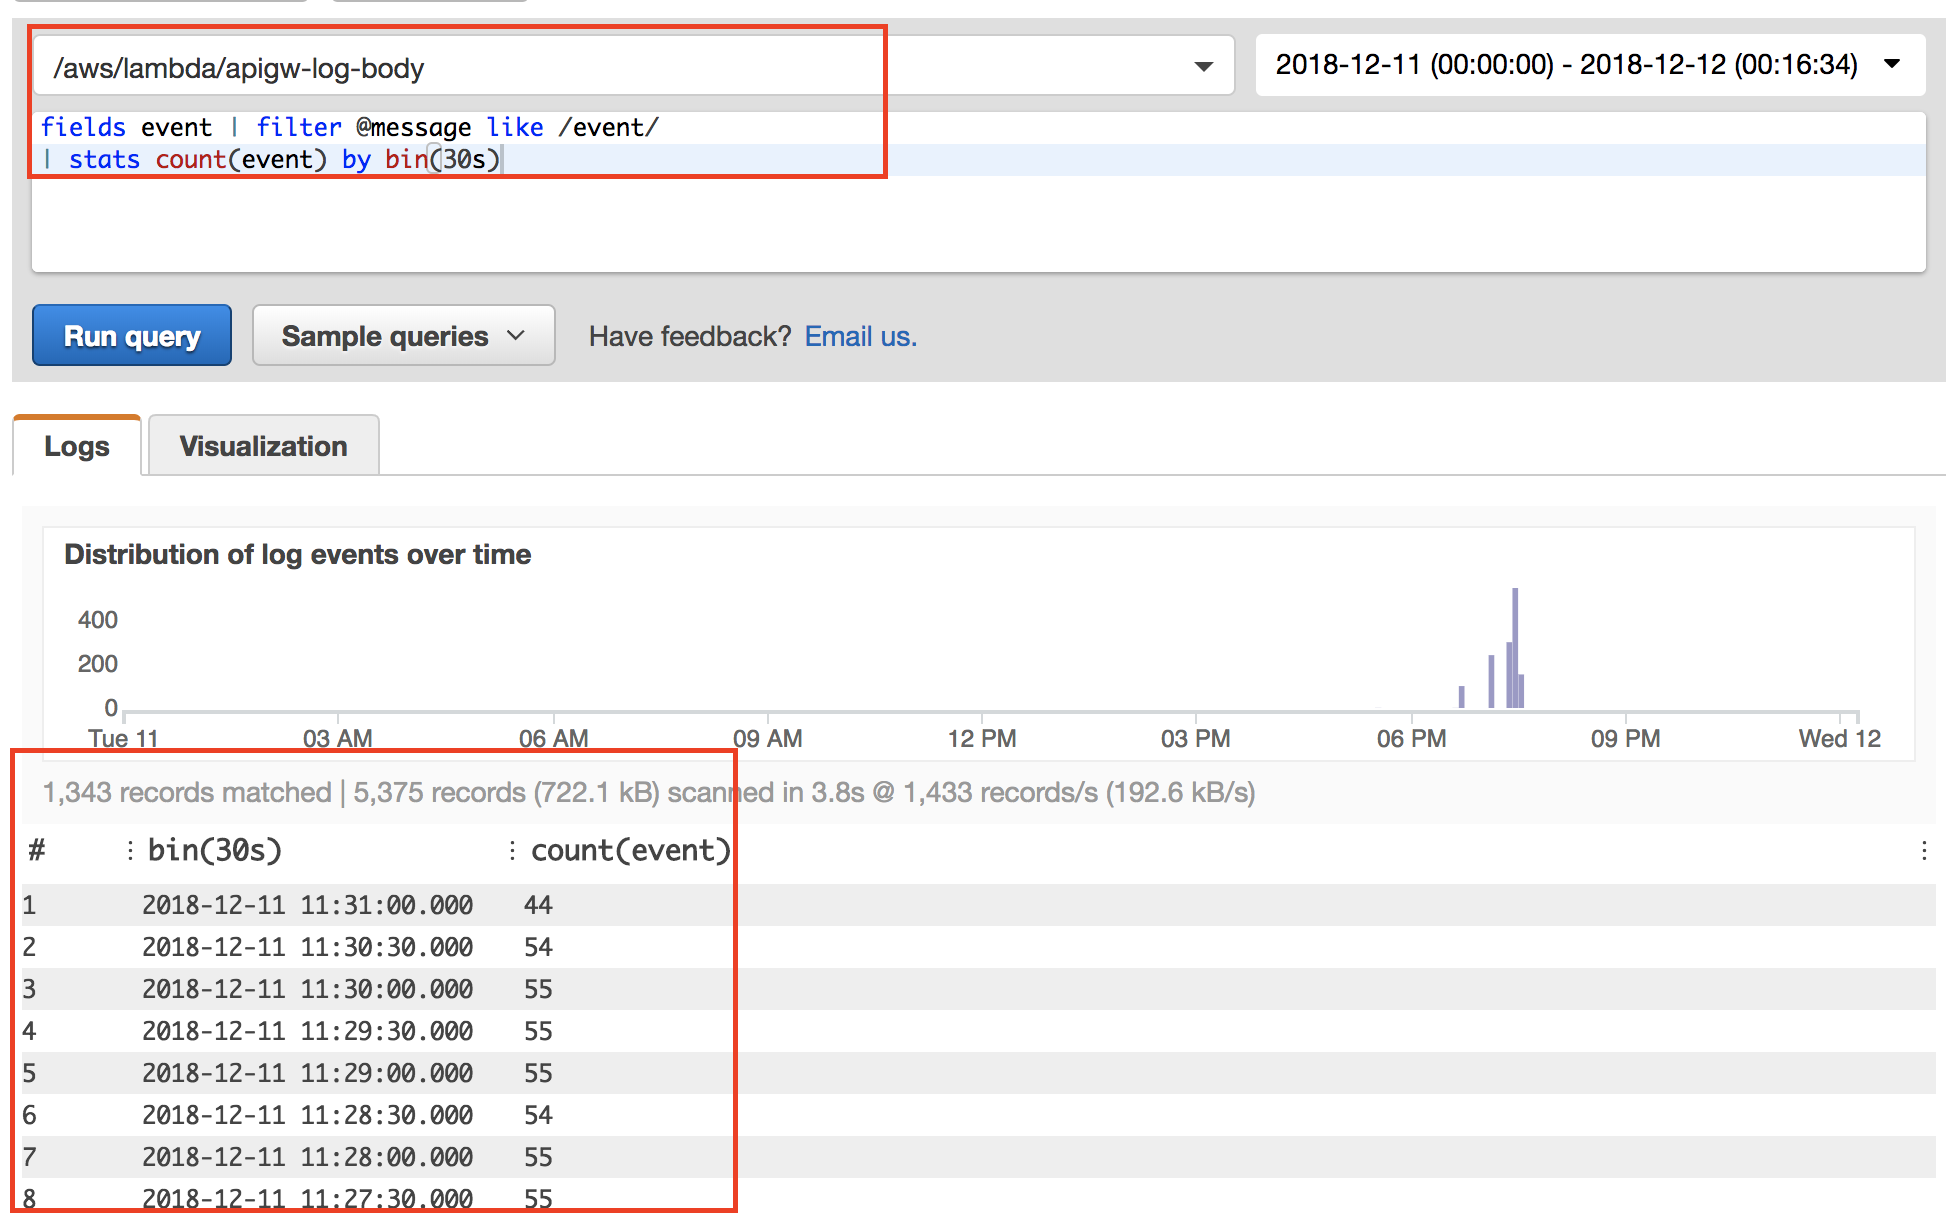 /aws/lambda/apigw-log-body
2018-12-11 (00:00:00) - 2018-12-12 (00:16:34)
fields event | filter @message like /event/
| stats count(event) by bin(30s)
Run query
Sample queries
Have feedback? Email us.
Logs
Visualization
Distribution of log events over time
400
200
0
Tue 11 03 AM 06 AM 09 AM 12 PM 03 PM 06 PM 09 PM Wed 12
1,343 records matched | 5,375 records (722.1 kB) scanned in 3.8s @ 1,433 records/s (192.6 kB/s)
# : bin(30s) : count(event)
1 2018-12-11 11:31:00.000 44
2 2018-12-11 11:30:30.000 54
3 2018-12-11 11:30:00.000 55
4 2018-12-11 11:29:30.000 55
5 2018-12-11 11:29:00.000 55
6 2018-12-11 11:28:30.000 54
7 2018-12-11 11:28:00.000 55
8 2018-12-11 11:27:30.000 55